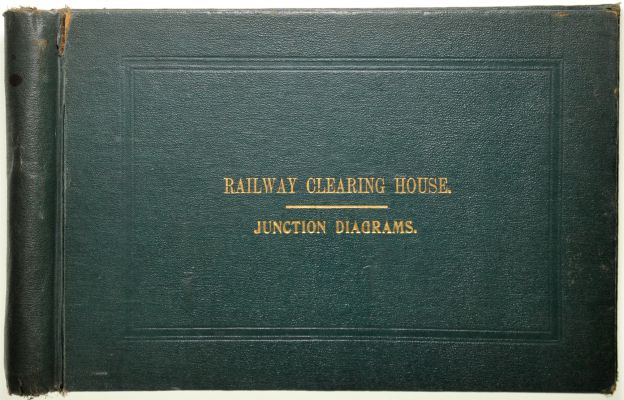 RAILWAY CLEARING HOUSE.
JUNCTION DIAGRAMS.